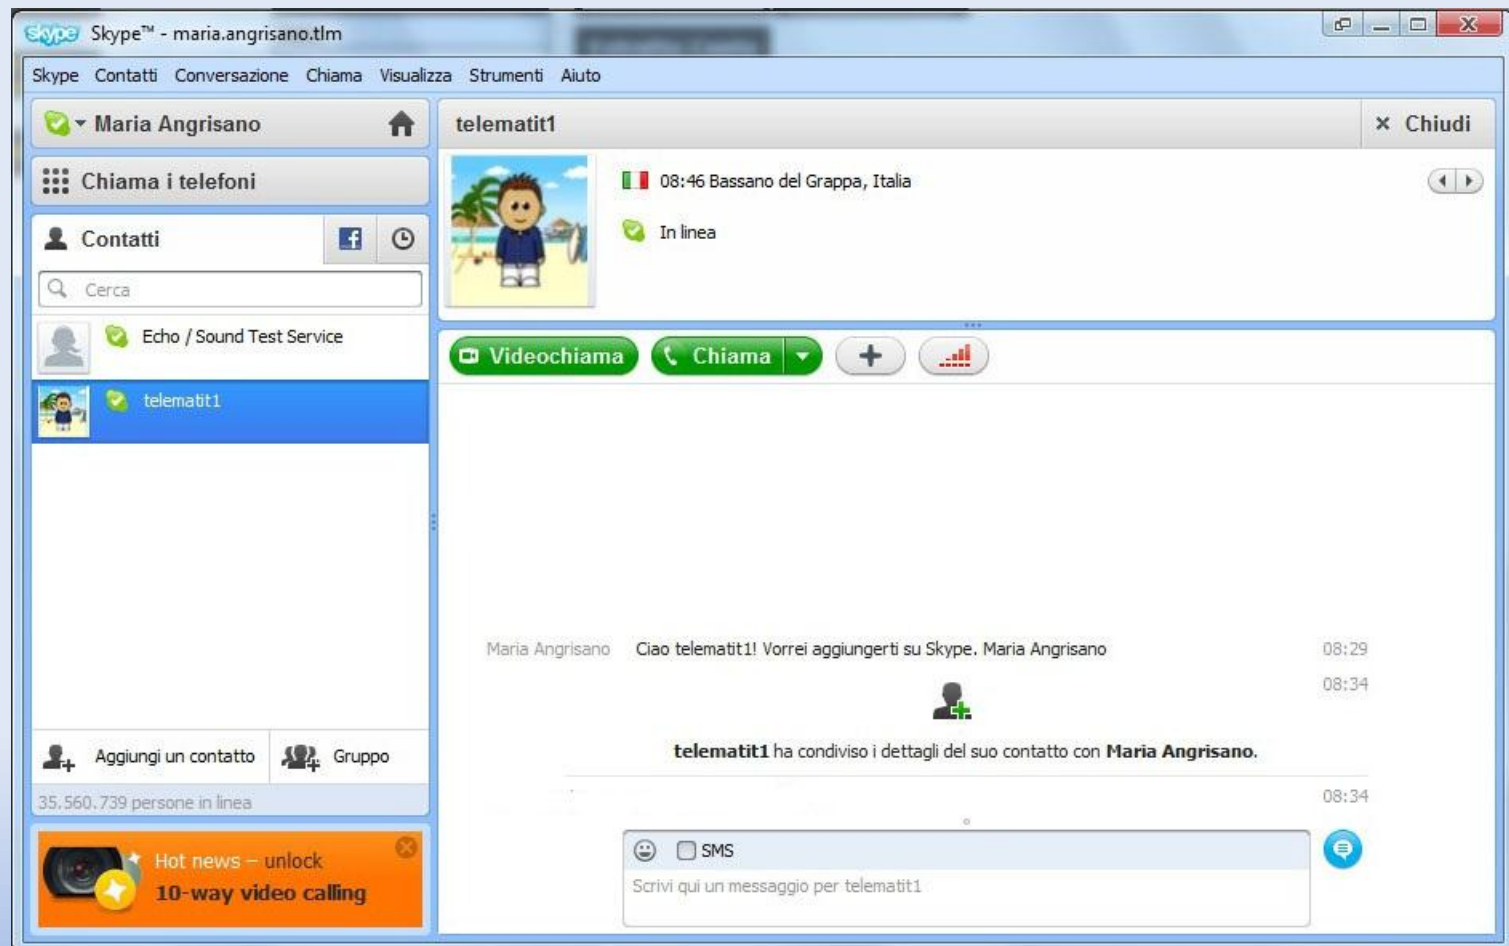 skype Skype™ - maria.angrisano.tlm
Skype Contatti Conversazione Chiama Visualizza Strumenti Aiuto
Maria Angrisano
Chiama i telefoni
Contatti
Cerca
Echo / Sound Test Service
telematit1
Aggiungi un contatto Gruppo
35.560.739 persone in linea
Hot news – unlock
10-way video calling
telematit1 × Chiudi
08:46 Bassano del Grappa, Italia
In linea
Videochiama Chiama
Maria Angrisano Ciao telematit1! Vorrei aggiungerti su Skype. Maria Angrisano 08:29
08:34
telematit1 ha condiviso i dettagli del suo contatto con Maria Angrisano.
08:34
SMS
Scrivi qui un messaggio per telematit1